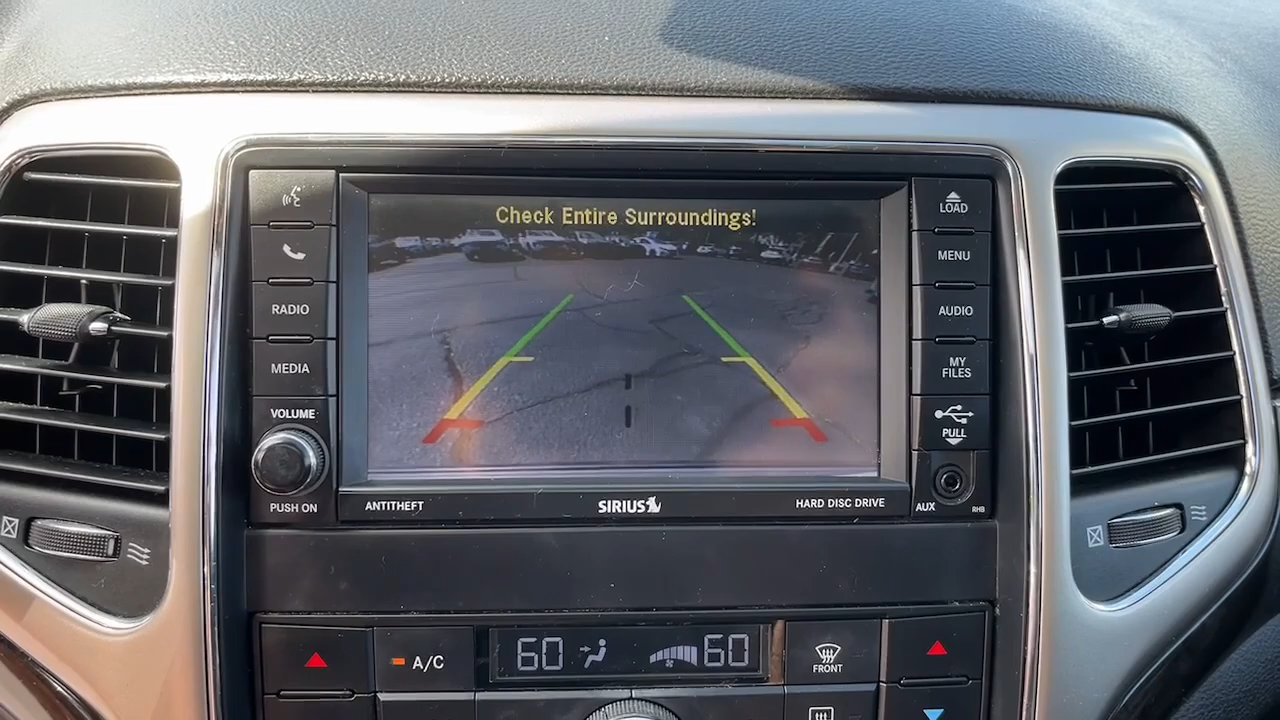 Check Entire Surroundings!
RADIO
MEDIA
VOLUME
PUSH ON
LOAD
MENU
AUDIO
MY
FILES
PULL
AUX
RHB
ANTITHEFT
SIRIUS
HARD DISC DRIVE
A/C
60
60
FRONT